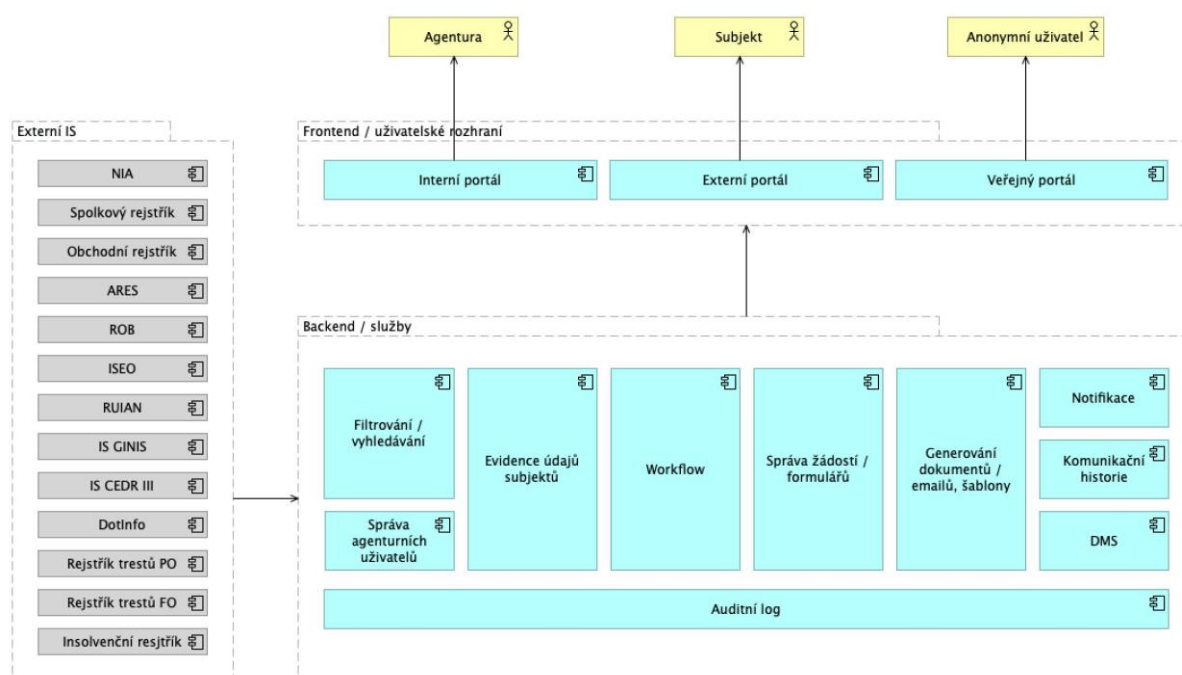 Agentura
Subjekt
Anonymní uživatel
Externí IS
NIA
Spolkový rejstřík
Obchodní rejstřík
ARES
ROB
ISEO
RUIAN
IS GINIS
IS CEDR III
DotInfo
Rejstřík trestů PO
Rejstřík trestů FO
Insolvenční resjtřík
Frontend / uživatelské rozhraní
Interní portál
Externí portál
Veřejný portál
Backend / služby
Filtrování /
vyhledávání
Správa
agenturních
uživatelů
Evidence údajů
subjektů
Workflow
Správa žádostí /
formulářů
Generování
dokumentů /
emailů, šablony
Notifikace
Komunikační
historie
DMS
Auditní log